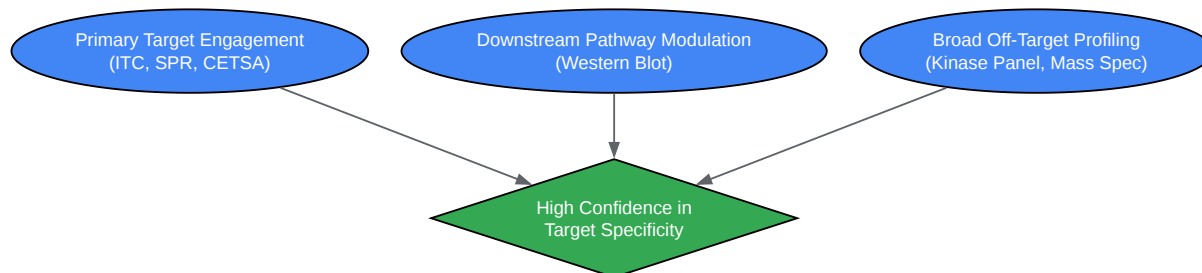 Primary Target Engagement
(ITC, SPR, CETSA)
Downstream Pathway Modulation
(Western Blot)
Broad Off-Target Profiling
(Kinase Panel, Mass Spec)
High Confidence in
Target Specificity